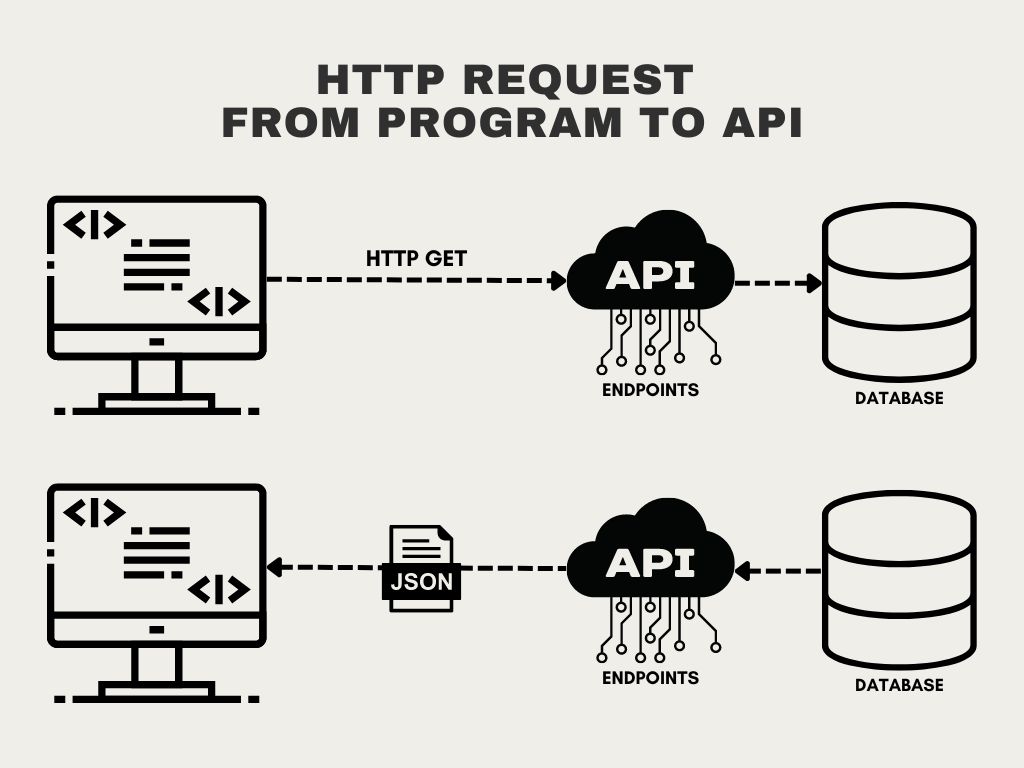 HTTP REQUEST
FROM PROGRAM TO API
<|>
<|>
HTTP GET
API
ENDPOINTS
DATABASE
<|>
<|>
JSON
API
ENDPOINTS
DATABASE